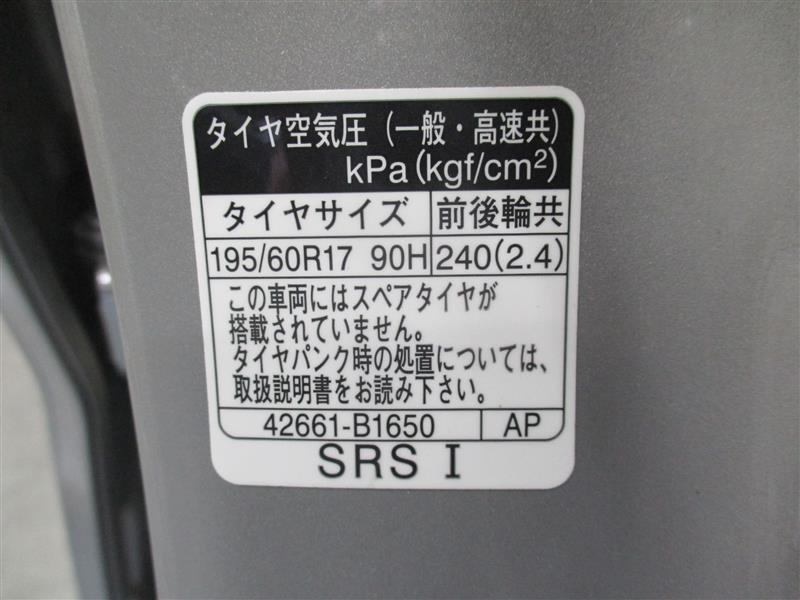 タイヤ空気圧（一般・高速共）
kPa(kgf/cm²)
タイヤサイズ 前後輪共
195/60R17 90H 240(2.4)
この車両にはスペアタイヤが
搭載されていません。
タイヤパンク時の処置については、
取扱説明書をお読み下さい。
42661-B1650 AP
SRS I